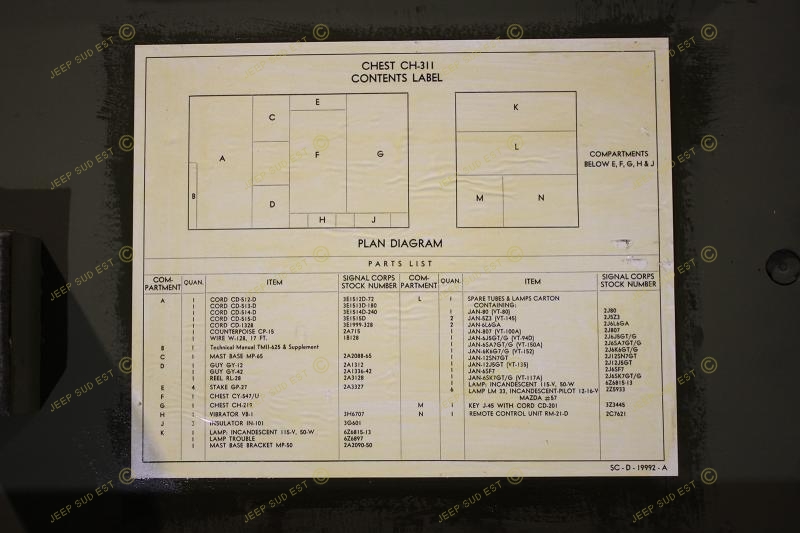 CHEST CH-311
CONTENTS LABEL
A
B
C
D
E
F
G
H
J
K
L
M
N
COMPARTMENTS
BELOW E, F, G, H & J
PLAN DIAGRAM
PARTS LIST
COM-PARTMENT QUAN. ITEM SIGNAL CORPS STOCK NUMBER COM-PARTMENT QUAN. ITEM SIGNAL CORPS STOCK NUMBER
A 1 CORD CD-512-D 3E1512D-72
1 CORD CD-513-D 3E1513D-180
1 CORD CD-514-D 3E1514D-240
1 CORD CD-515-D 3E1515D
1 CORD CD-1328 3E1999-328
1 COUNTERPOISE CP-15 2A715
1 WIRE W-128, 17 FT. 1B128
B 1 Technical Manual TM11-625 & Supplement
C 1 MAST BASE MP-65 2A2088-65
D 1 GUY GY-12 2A1312
1 GUY GY-42 2A1336-42
1 REEL RL-28 2A3128
E 4 STAKE GP-27 2A3327
F 1 CHEST CY-547/U
G 1 CHEST CH-219
H 1 VIBRATOR VB-1 3H6707
J INSULATOR IN-101 3G601
K 1 LAMP: INCANDESCENT 115-V, 50-W 6Z6815-13
1 LAMP TROUBLE 6Z6897
1 MAST BASE BRACKET MP-50 2A2090-50
L 1 SPARE TUBES & LAMPS CARTON
CONTAINING:
1 JAN-80 (VT-80) 2J80
2 JAN-5Z3 (VT-145) 2J5Z3
2 JAN-6L6GA 2J6L6GA
1 JAN-807 (VT-100A) 2J807
1 JAN-6J5GT/G (VT-94D) 2J6J5GT/G
1 JAN-6SA7GT/G (VT-150A) 2J6SA7GT/G
1 JAN-6K6GT/G (VT-152) 2J6K6GT/G
1 JAN-12SN7GT 2J12SN7GT
1 JAN-12J5GT (VT-135) 2J12J5GT
1 JAN-6SF7 2J6SF7
1 JAN-6SK7GT/G (VT-117A) 2J6SK7GT/G
1 LAMP: INCANDESCENT 115-V, 50-W 6Z6815-13
6 LAMP LM 33, INCANDESCENT-PILOT 12-16-V 2Z5933
MAZDA #57
M 1 KEY J-45 WITH CORD CD-201 3Z3445
N 1 REMOTE CONTROL UNIT RM-21-D 2C7621
SC - D - 19992 - A
JEEP SUD EST ©